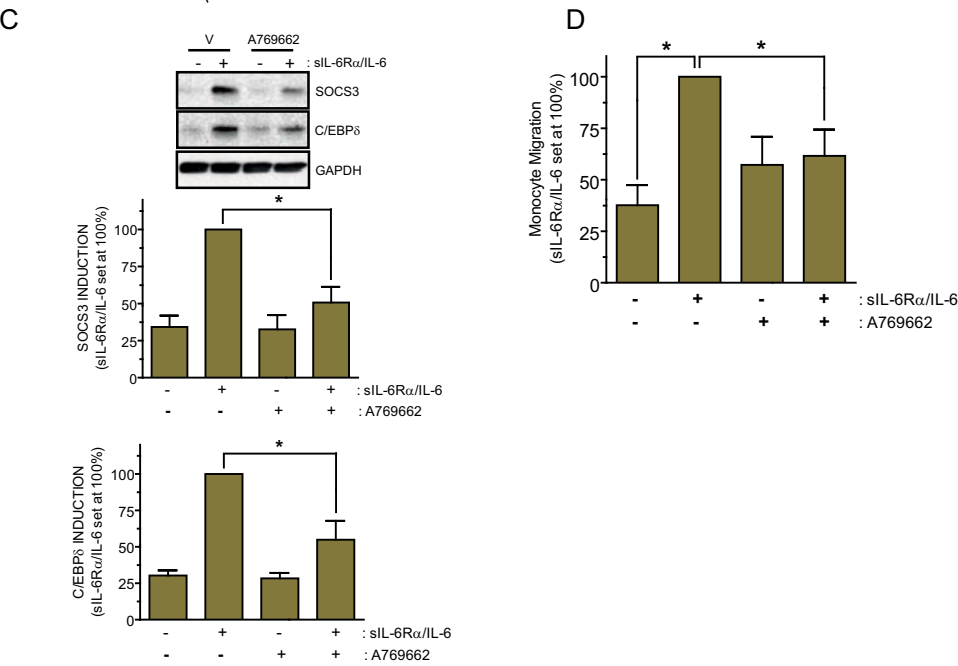 C
V A769662
- + - + : sIL-6Rα/IL-6
SOCS3
C/EBPδ
GAPDH
SOCS3 INDUCTION
(sIL-6Rα/IL-6 set at 100%)
100
75
50
25
0
*
- + - + : sIL-6Rα/IL-6
- - + + : A769662
C/EBPδ INDUCTION
(sIL-6Rα/IL-6 set at 100%)
100
75
50
25
0
*
- + - + : sIL-6Rα/IL-6
- - + + : A769662
D
Monocyte Migration
(sIL-6Rα/IL-6 set at 100%)
100
75
50
25
0
* *
- + - + : sIL-6Rα/IL-6
- - + + : A769662